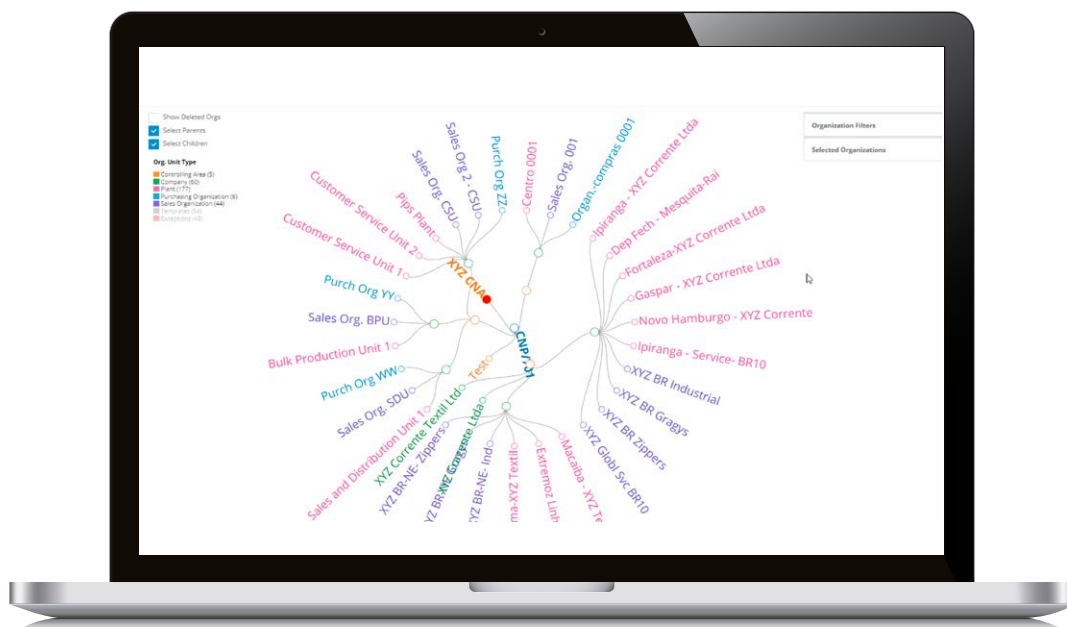 Show Deleted Orgs
Select Parents
Select Children
Org. Unit Type
Controlling Area (5)
Company (60)
Plant (177)
Purchasing Organization (6)
Sales Organization (44)
Organization Filters
Selected Organizations
Sales Org 2 - CSU
Sales Org. CSU
Purch Org ZZ
Centro 0001
Sales Org. 001
Organ.-compras 0001
Ipiranga - XYZ Corrente Ltda
Dep Fech - Mesquita-Rai
Fortaleza-XYZ Corrente Ltda
Gaspar - XYZ Corrente Ltda
Novo Hamburgo - XYZ Corrente
Ipiranga - Service- BR10
XYZ BR Industrial
XYZ BR Gragys
XYZ BR Zippers
XYZ Globl Svc BR10
Pips Plant
Customer Service Unit 2
Customer Service Unit 1
XYZ CNA
Purch Org YY
Sales Org. BPU
Bulk Production Unit 1
Purch Org WW
Sales Org. SDU
Sales and Distribution Unit 1
Test
XYZ Corrente Textil Ltd
XYZ BR-NE- Zippers
XYZ Corrente Ltda
XYZ BR-NE- Ind
ma-XYZ Textil
Extremoz Linh
Macaiba - XYZ Te